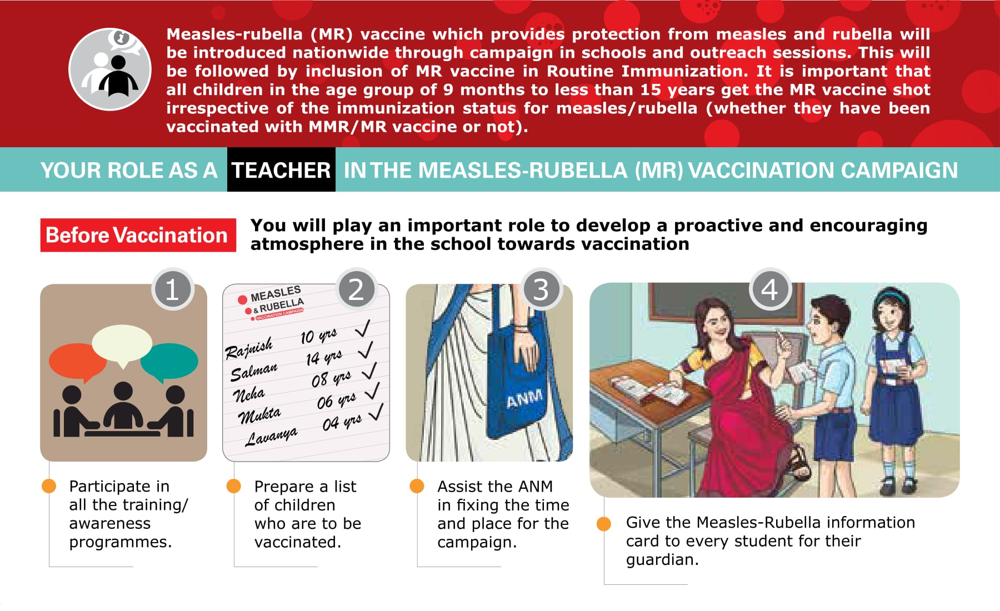 i
Measles-rubella (MR) vaccine which provides protection from measles and rubella will
be introduced nationwide through campaign in schools and outreach sessions. This will
be followed by inclusion of MR vaccine in Routine Immunization. It is important that
all children in the age group of 9 months to less than 15 years get the MR vaccine shot
irrespective of the immunization status for measles/rubella (whether they have been
vaccinated with MMR/MR vaccine or not).
YOUR ROLE AS A TEACHER IN THE MEASLES-RUBELLA (MR) VACCINATION CAMPAIGN
Before Vaccination
You will play an important role to develop a proactive and encouraging
atmosphere in the school towards vaccination
1
Participate in
all the training/
awareness
programmes.
2
MEASLES
& RUBELLA
VACCINATION CAMPAIGN
Rajnish 10 yrs ✓
Salman 14 yrs ✓
Neha 08 yrs ✓
Mukta 06 yrs ✓
Lavanya 04 yrs ✓
Prepare a list
of children
who are to be
vaccinated.
3
ANM
Assist the ANM
in fixing the time
and place for the
campaign.
4
Give the Measles-Rubella information
card to every student for their
guardian.